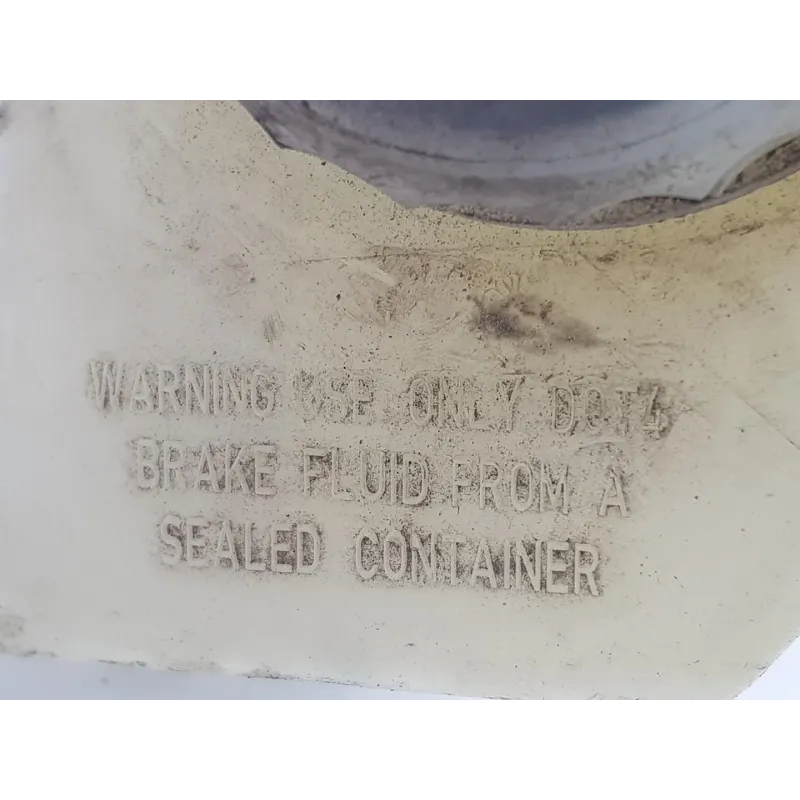 WARNING USE ONLY DOT4
BRAKE FLUID FROM A
SEALED CONTAINER